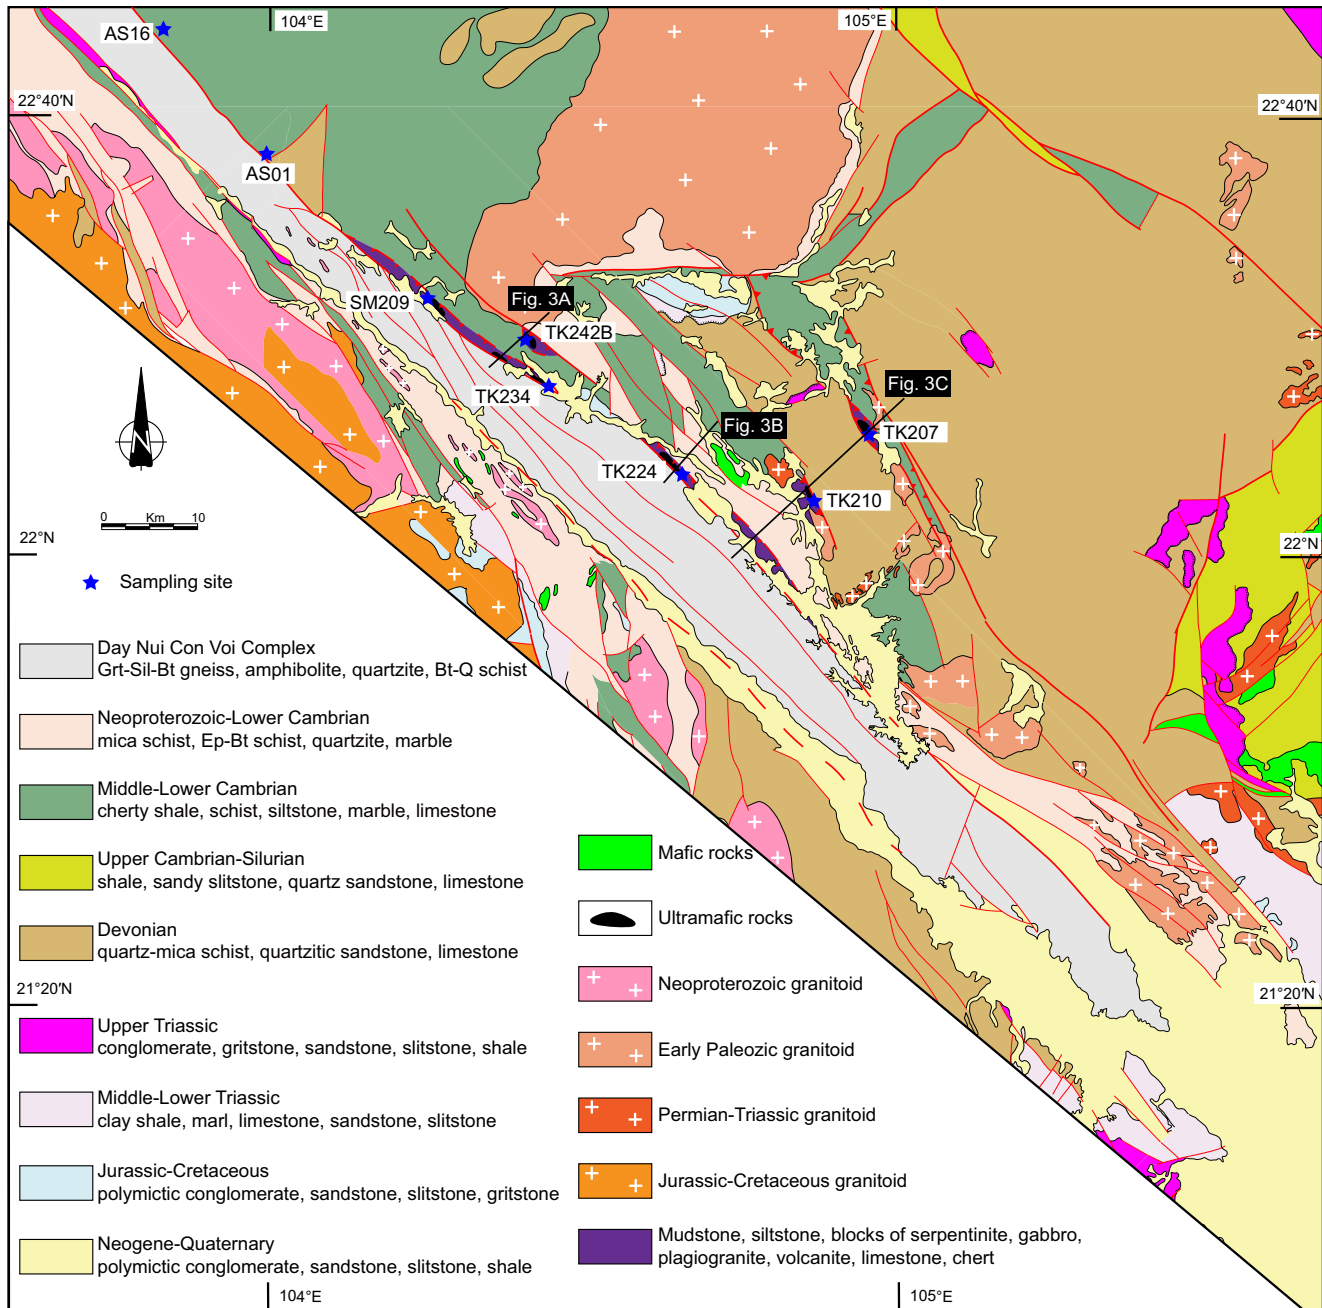 104°E
105°E
AS16
22°40′N
22°40′N
AS01
SM209
Fig. 3A
TK242B
TK234
Fig. 3C
Fig. 3B
TK207
TK224
TK210
N
0 Km 10
22°N
22°N
Sampling site
Day Nui Con Voi Complex
Grt-Sil-Bt gneiss, amphibolite, quartzite, Bt-Q schist
Neoproterozoic-Lower Cambrian
mica schist, Ep-Bt schist, quartzite, marble
Middle-Lower Cambrian
cherty shale, schist, siltstone, marble, limestone
Upper Cambrian-Silurian
shale, sandy slitstone, quartz sandstone, limestone
Devonian
quartz-mica schist, quartzitic sandstone, limestone
21°20′N
21°20′N
Upper Triassic
conglomerate, gritstone, sandstone, slitstone, shale
Middle-Lower Triassic
clay shale, marl, limestone, sandstone, slitstone
Jurassic-Cretaceous
polymictic conglomerate, sandstone, slitstone, gritstone
Neogene-Quaternary
polymictic conglomerate, sandstone, slitstone, shale
Mafic rocks
Ultramafic rocks
Neoproterozoic granitoid
Early Paleozic granitoid
Permian-Triassic granitoid
Jurassic-Cretaceous granitoid
Mudstone, siltstone, blocks of serpentinite, gabbro,
plagiogranite, volcanite, limestone, chert
104°E
105°E